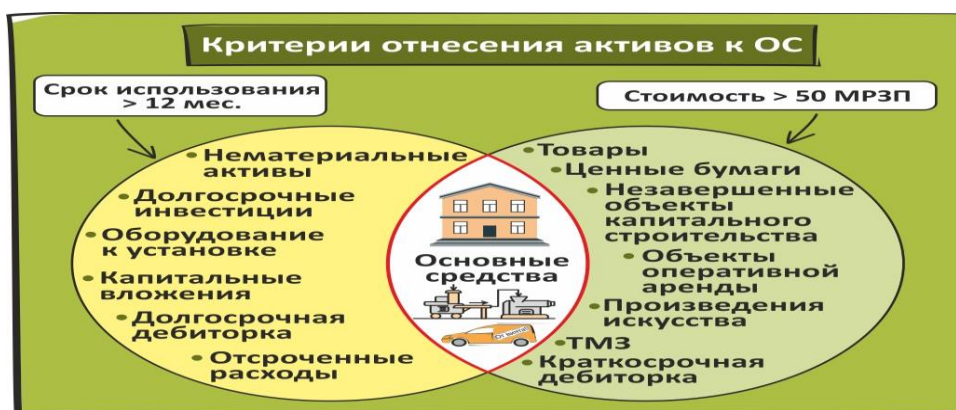 Критерии отнесения активов к ОС
Срок использования
> 12 мес.
Стоимость > 50 МРЗП
•Нематериальные
активы
•Долгосрочные
инвестиции
•Оборудование
к установке
•Капитальные
вложения
•Долгосрочная
дебиторка
•Отсроченные
расходы
Основные
средства
•Товары
•Ценные бумаги
•Незавершенные
объекты
капитального
строительства
•Объекты
оперативной
аренды
•Произведения
искусства
•ТМЗ
•Краткосрочная
дебиторка